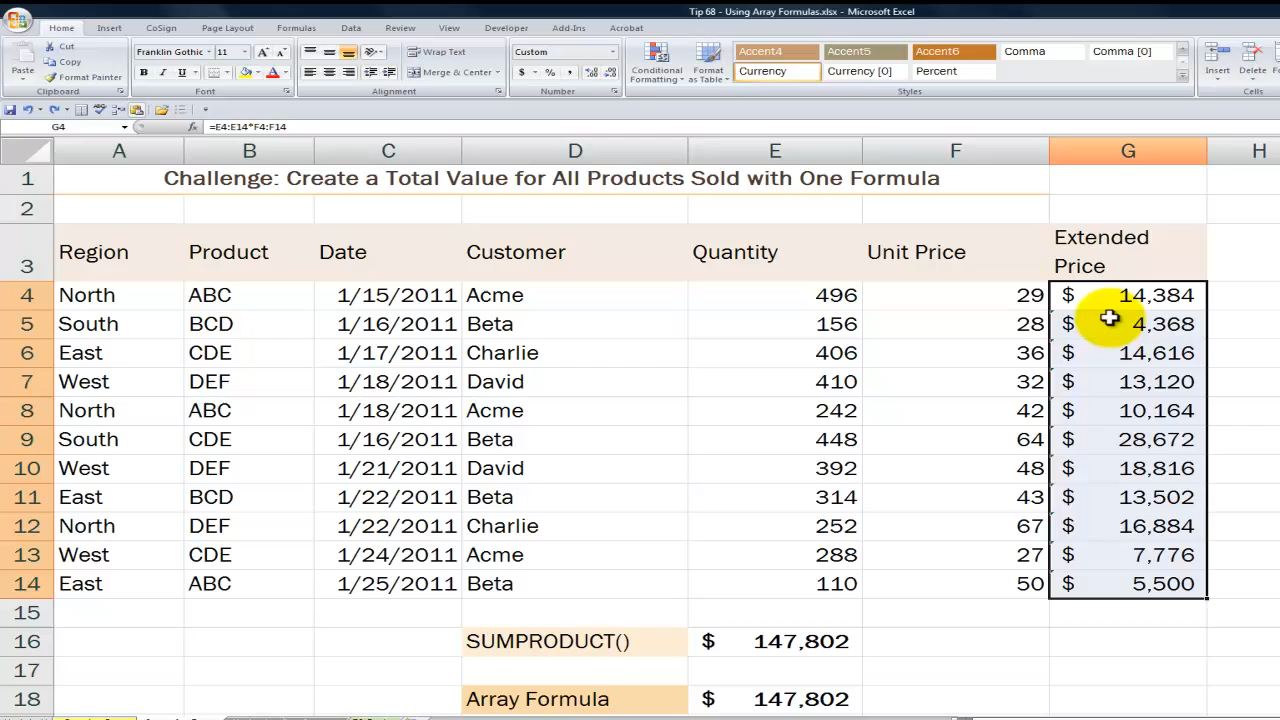 Tip 68 - Using Array Formulas.xlsx - Microsoft Excel
Home Insert CoSign Page Layout Formulas Data Review View Developer Add-Ins Acrobat
Paste Cut Copy Format Painter Clipboard
Franklin Gothic 11 A A B I U A Font
Wrap Text Merge & Center Alignment
Custom $ % , Number
Conditional Formatting Format as Table
Accent4 Accent5 Accent6 Comma Comma [0]
Currency Currency [0] Percent
Styles
Insert Delete Cells
G4 fx =E4:E14*F4:F14
A B C D E F G H
1 Challenge: Create a Total Value for All Products Sold with One Formula
2
3 Region Product Date Customer Quantity Unit Price Extended Price
4 North ABC 1/15/2011 Acme 496 29 $ 14,384
5 South BCD 1/16/2011 Beta 156 28 $ 4,368
6 East CDE 1/17/2011 Charlie 406 36 $ 14,616
7 West DEF 1/18/2011 David 410 32 $ 13,120
8 North ABC 1/18/2011 Acme 242 42 $ 10,164
9 South CDE 1/16/2011 Beta 448 64 $ 28,672
10 West DEF 1/21/2011 David 392 48 $ 18,816
11 East BCD 1/22/2011 Beta 314 43 $ 13,502
12 North DEF 1/22/2011 Charlie 252 67 $ 16,884
13 West CDE 1/24/2011 Acme 288 27 $ 7,776
14 East ABC 1/25/2011 Beta 110 50 $ 5,500
15
16 SUMPRODUCT() $ 147,802
17
18 Array Formula $ 147,802